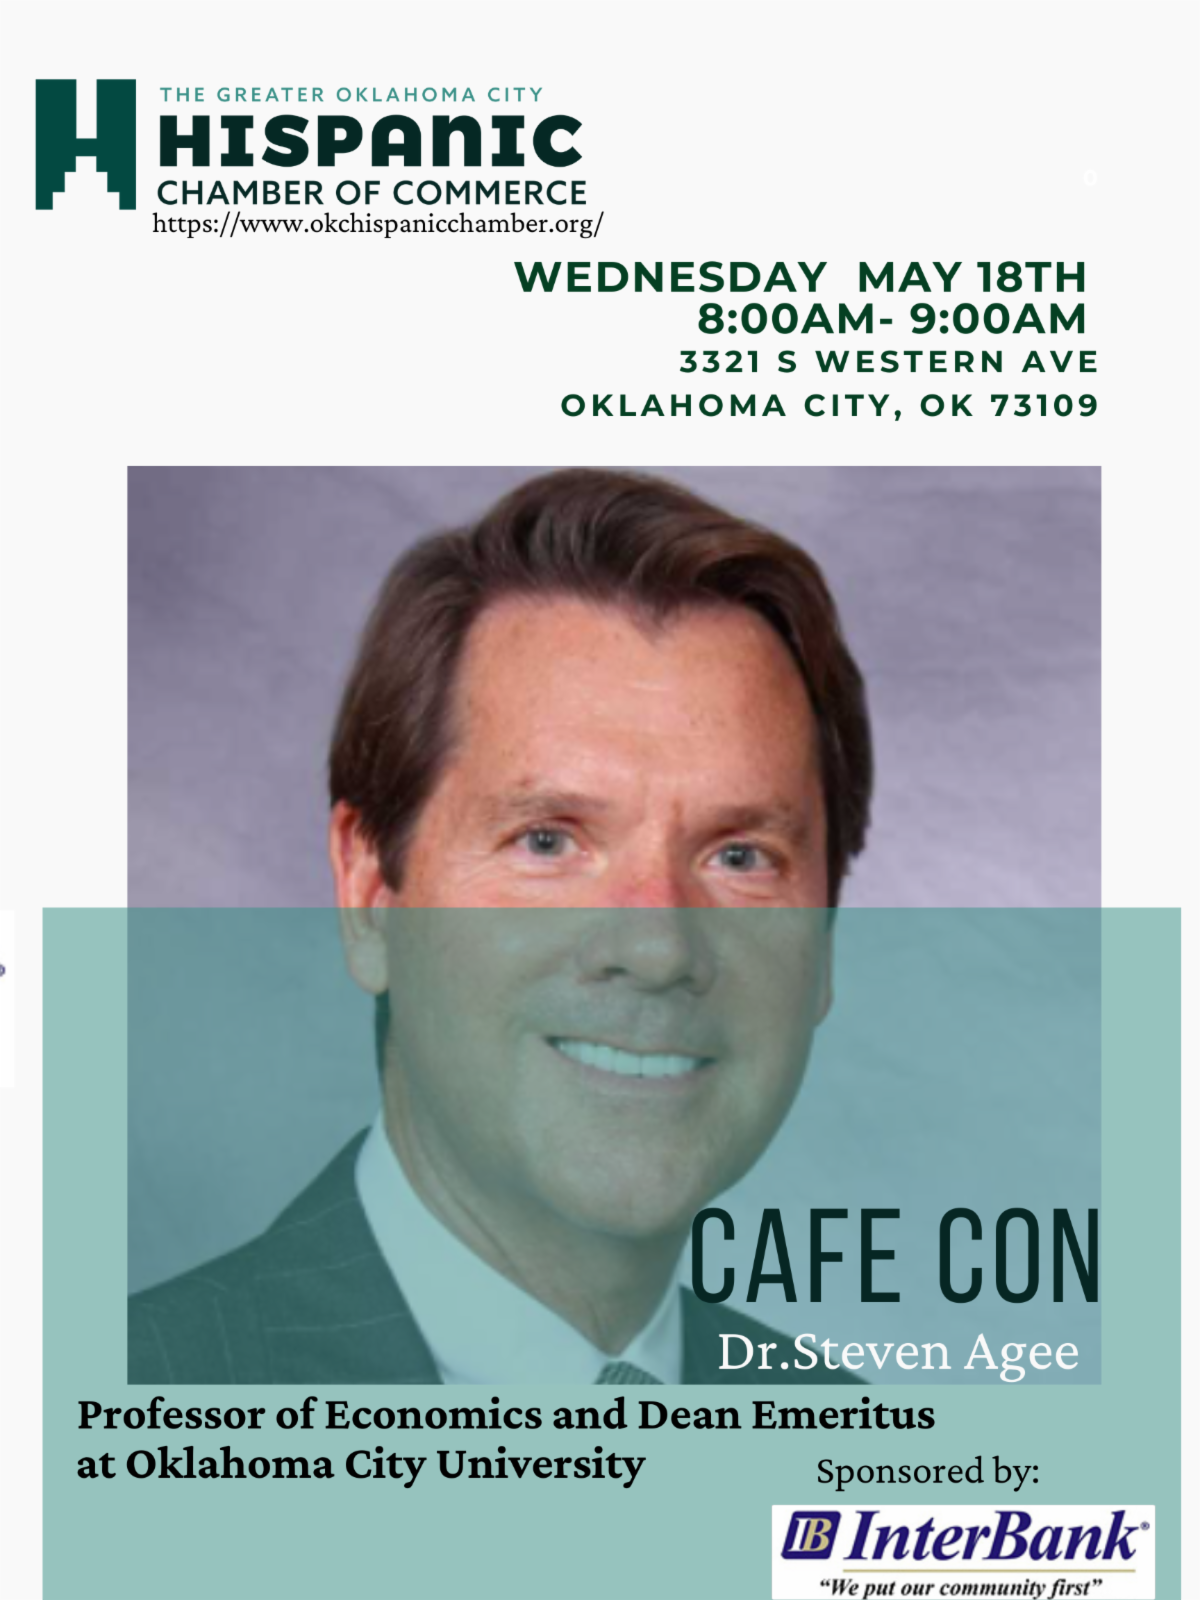 THE GREATER OKLAHOMA CITY
HISPANIC
CHAMBER OF COMMERCE
https://www.okchispanicchamber.org/
0
WEDNESDAY MAY 18TH
8:00AM- 9:00AM
3321 S WESTERN AVE
OKLAHOMA CITY, OK 73109
CAFE CON
Dr.Steven Agee
Professor of Economics and Dean Emeritus
at Oklahoma City University
Sponsored by:
IB InterBank®
“We put our community first”